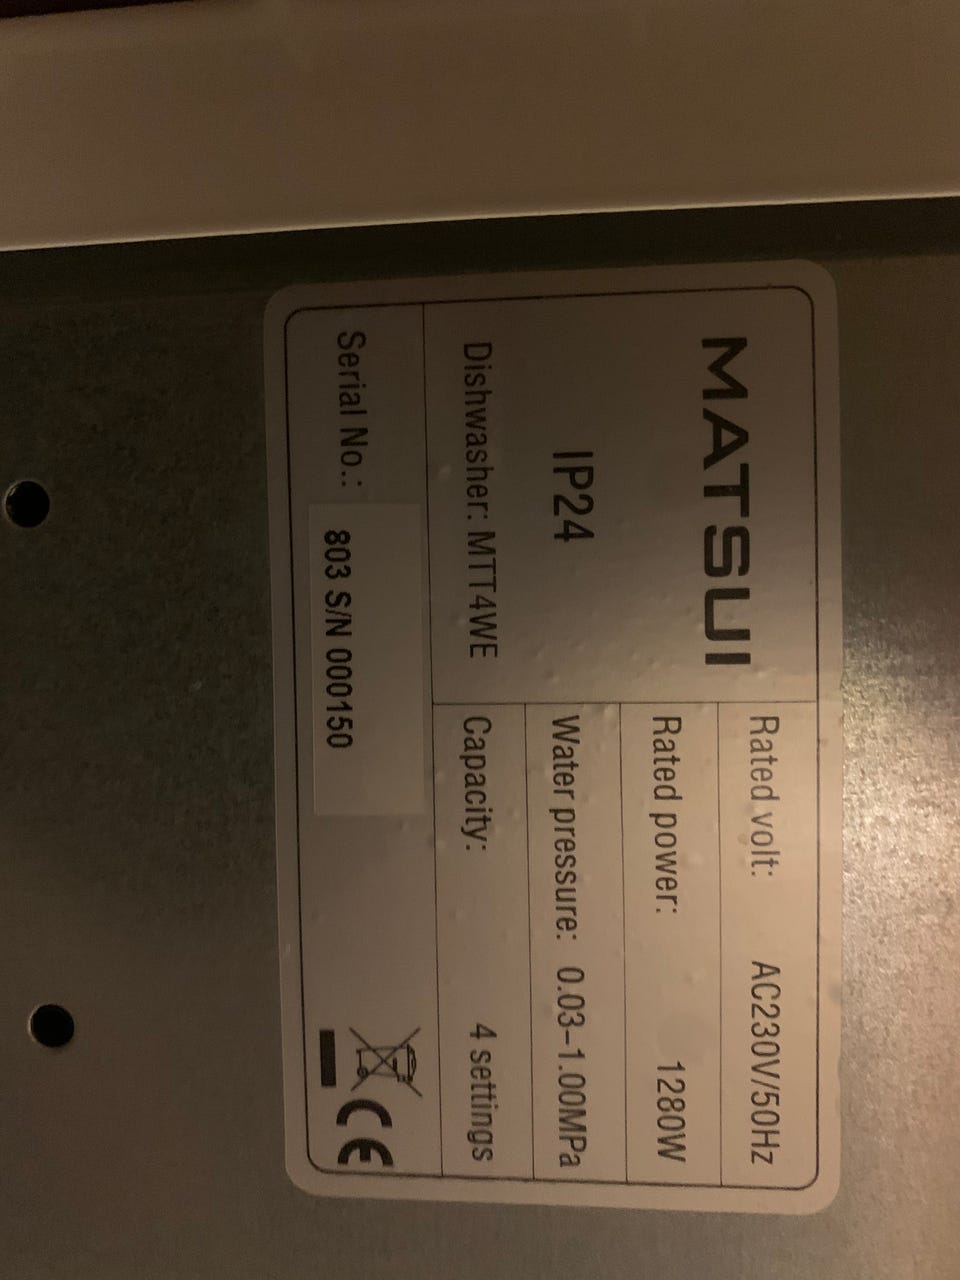 MATSUI
IP24
Dishwasher: MTT4WE
Rated volt: AC230V/50Hz
Rated power: 1280W
Water pressure: 0.03–1.00MPa
Capacity: 4 settings
Serial No.: 803 S/N 000150
CE